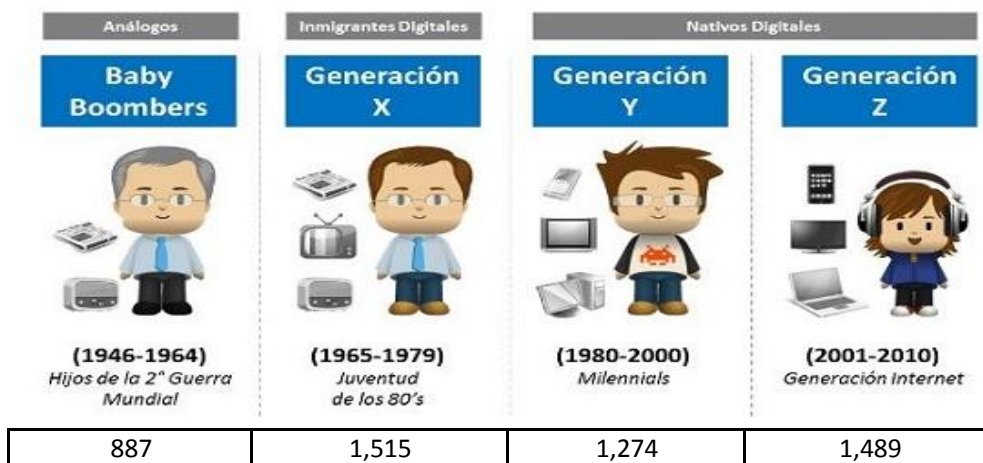 Análogos
Inmigrantes Digitales
Nativos Digitales
Baby
Boombers
Generación
X
Generación
Y
Generación
Z
(1946-1964)
Hijos de la 2° Guerra
Mundial
(1965-1979)
Juventud
de los 80's
(1980-2000)
Milennials
(2001-2010)
Generación Internet
887
1,515
1,274
1,489